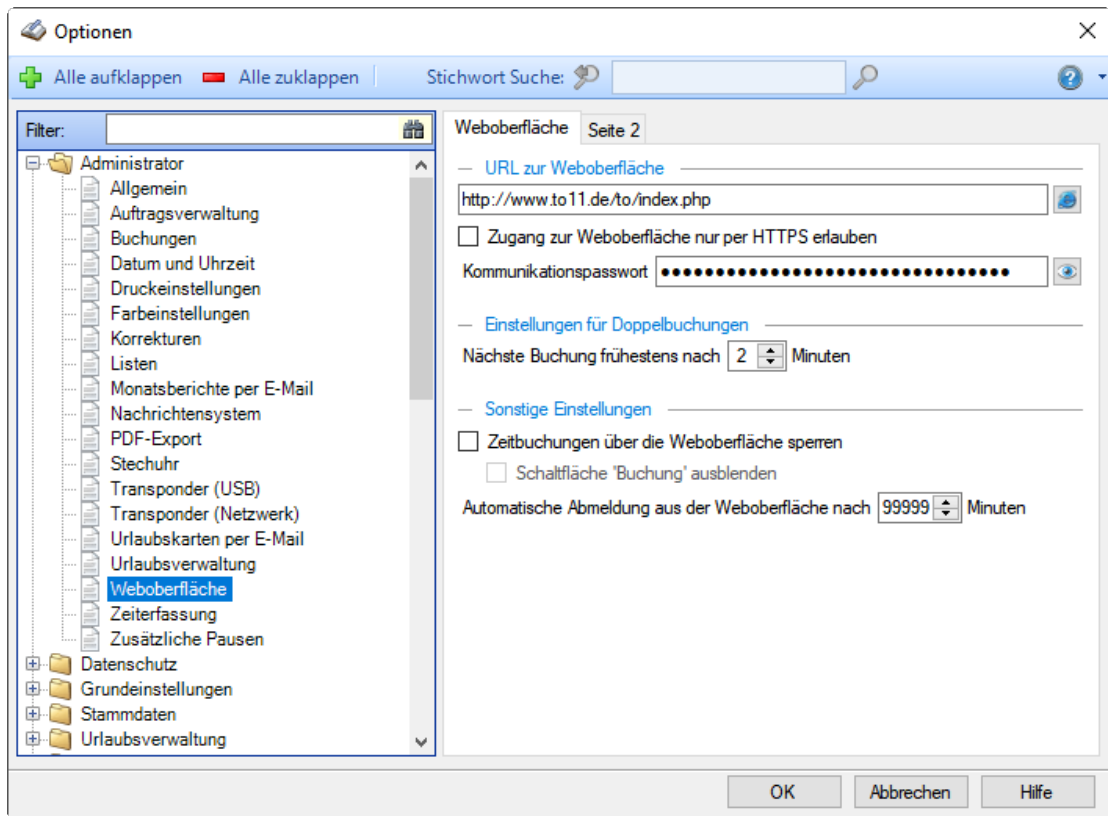 Optionen
Alle aufklappen Alle zuklappen Stichwort Suche:
Filter:
Administrator
Allgemein
Auftragsverwaltung
Buchungen
Datum und Uhrzeit
Druckeinstellungen
Farbeinstellungen
Korrekturen
Listen
Monatsberichte per E-Mail
Nachrichtensystem
PDF-Export
Stechuhr
Transponder (USB)
Transponder (Netzwerk)
Urlaubskarten per E-Mail
Urlaubsverwaltung
Weboberfläche
Zeiterfassung
Zusätzliche Pausen
Datenschutz
Grundeinstellungen
Stammdaten
Urlaubsverwaltung
Weboberfläche Seite 2
URL zur Weboberfläche
http://www.to11.de/to/index.php
Zugang zur Weboberfläche nur per HTTPS erlauben
Kommunikationspasswort ●●●●●●●●●●●●●●●●●●●●●●●●●●●●●●●●
Einstellungen für Doppelbuchungen
Nächste Buchung frühestens nach 2 Minuten
Sonstige Einstellungen
Zeitbuchungen über die Weboberfläche sperren
Schaltfläche 'Buchung' ausblenden
Automatische Abmeldung aus der Weboberfläche nach 99999 Minuten
OK Abbrechen Hilfe